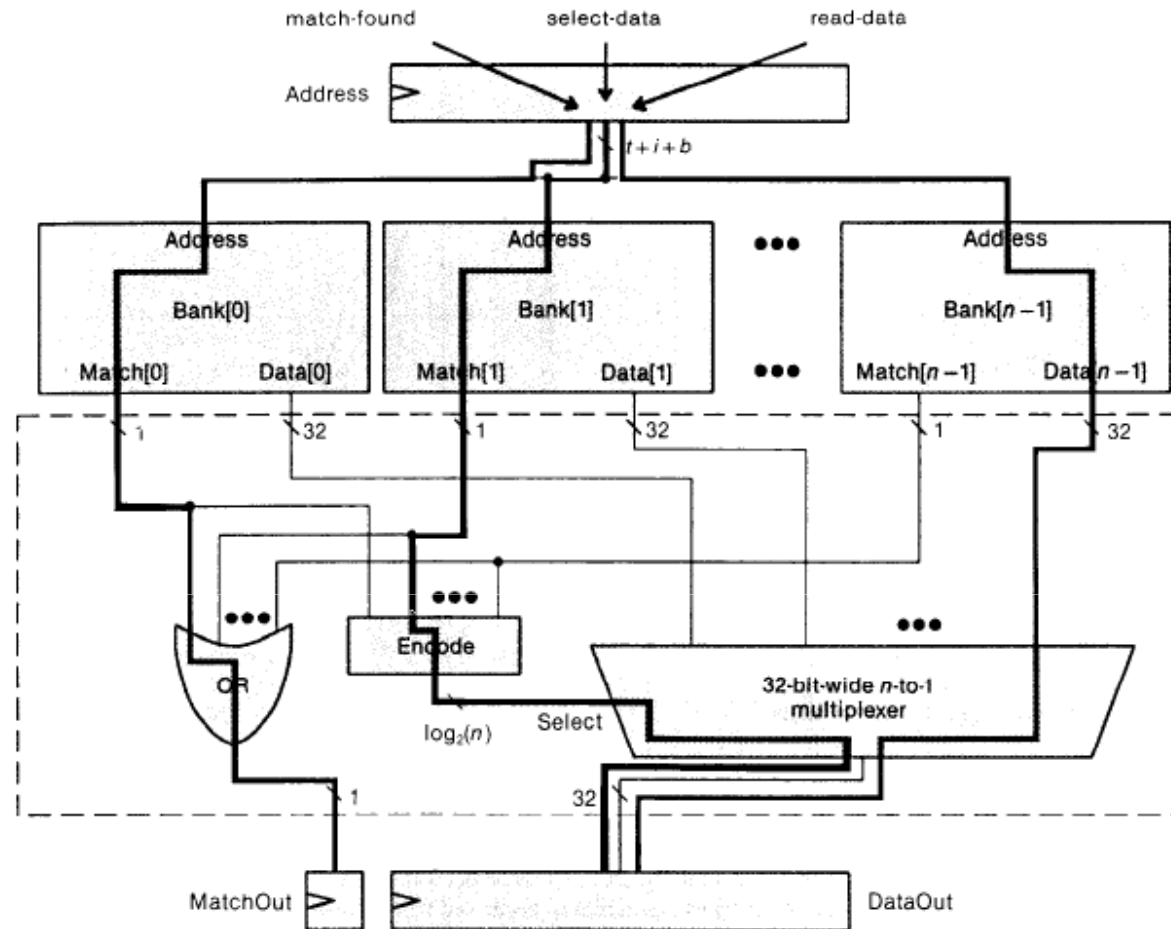 match-found select-data read-data
Address
t + i + b
Address Address Address
Bank[0] Bank[1] Bank[n − 1]
Match[0] Data[0] Match[1] Data[1] Match[n − 1] Data[n − 1]
1 32 1 32 1 32
OR
Encode
32-bit-wide n-to-1
multiplexer
Select
log₂(n)
1
32
MatchOut
DataOut